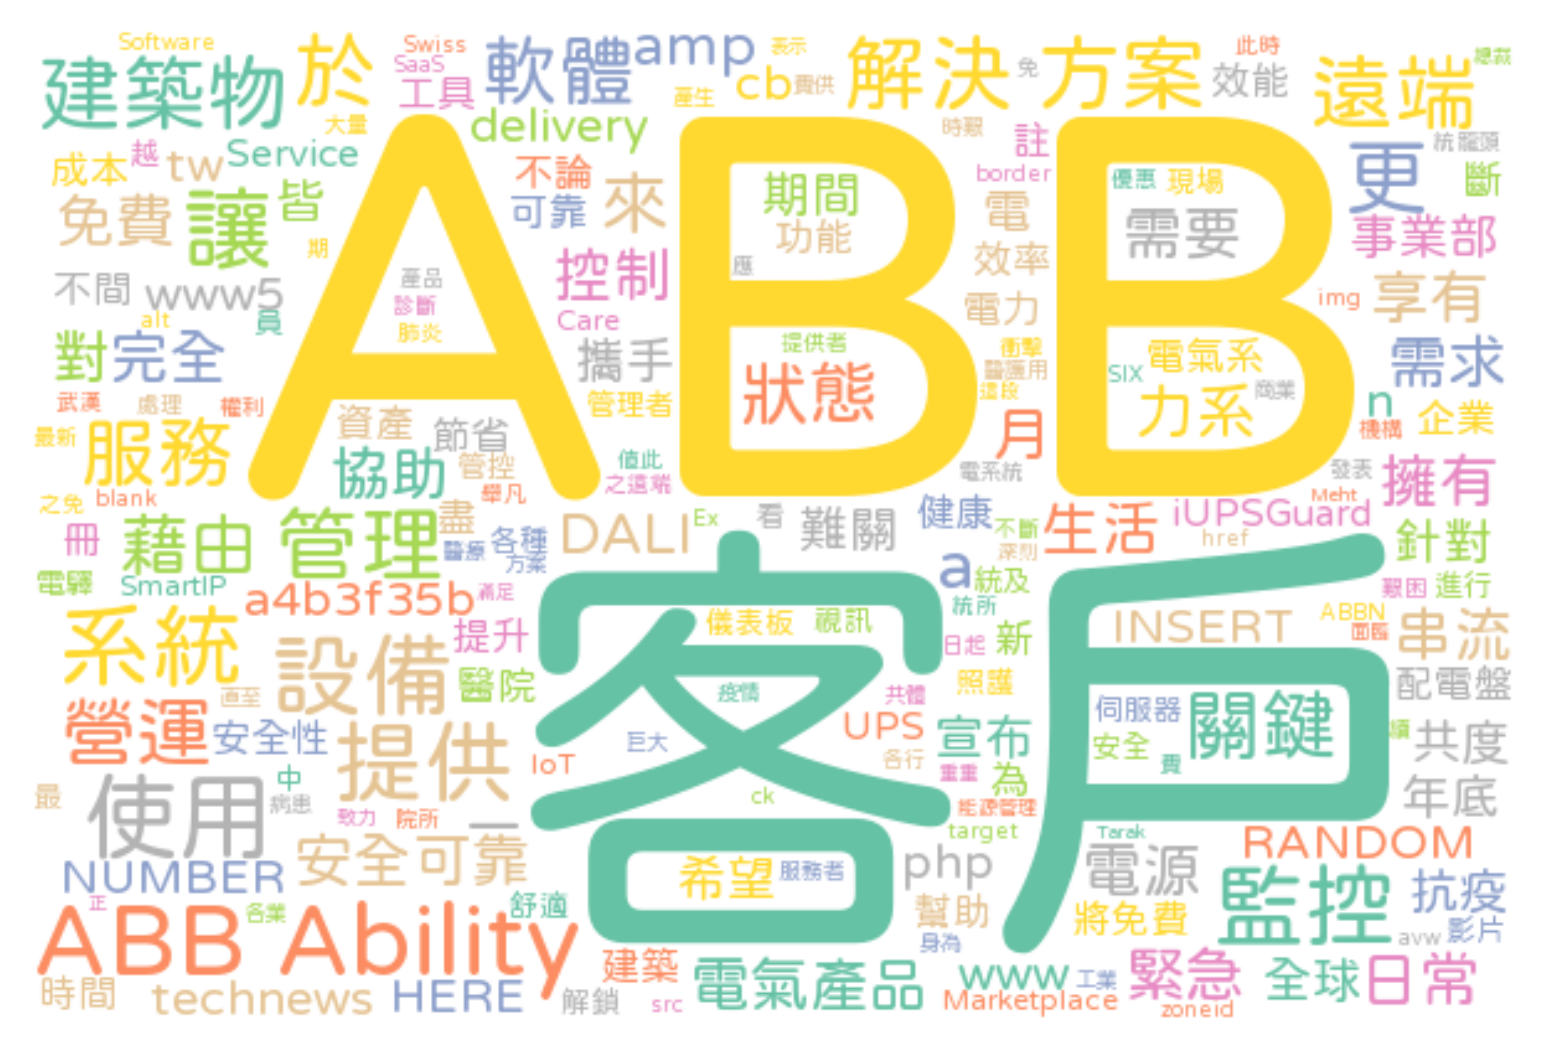 Software
Swiss
SaaS
建築物
於
工具
軟體
amp
表示
cb
費供
產生
解決方案
免
此時
效能
遠端
總裁
大量
delivery
時艱
註
統龍頭
成本
越
tw
Service
不論
border
更
斷
免費
讓
皆
可靠
來
期間
功能
應
電
優惠
現場
需要
事業部
期
不間
www5
產品
診斷
肺炎
控制
Care
效率
電力
img
享有
alt
員
對
完全
攜手
提供者
狀態
衝擊
醫護用
這段
SIX
電氣系
力系
商業
需求
n
武漢
處理
權利
管理者
月
機構
企業
最新
服務
資產
節省
協助
管控
舉凡
值此
之遠端
電系統
發表
擁有
ABB
之免
blank
冊
藉由
管理
盡
醫療
各種
方案
DALI
Ex
看
難關
健康
不斷
深刻
生活
iUPSGuard
Meht
href
針對
電驛
SmartIP
a4b3f35b
滿足
a
統及
統所
艱困
進行
系統
設備
提升
儀表板
視訊
日起
新
INSERT
ABBN
面臨
串流
醫院
客戶
疫情
共體
照護
配電盤
直至
營運
安全性
提供
IoT
巨大
UPS
各行
宣布
重重
為
伺服器
安全
費
關鍵
續
共度
最
使用
中
病患
致力
院所
一
ck
能源管理
target
Tarak
年底
NUMBER
安全可靠
希望
服務者
php
電源
RANDOM
監控
抗疫
正
ABB Ability
各業
舒適
幫助
身為
將免費
avw
影片
時間
technews
HERE
建築
解鎖
src
電氣產品
www
Marketplace
工業
緊急
zoneid
全球
日常